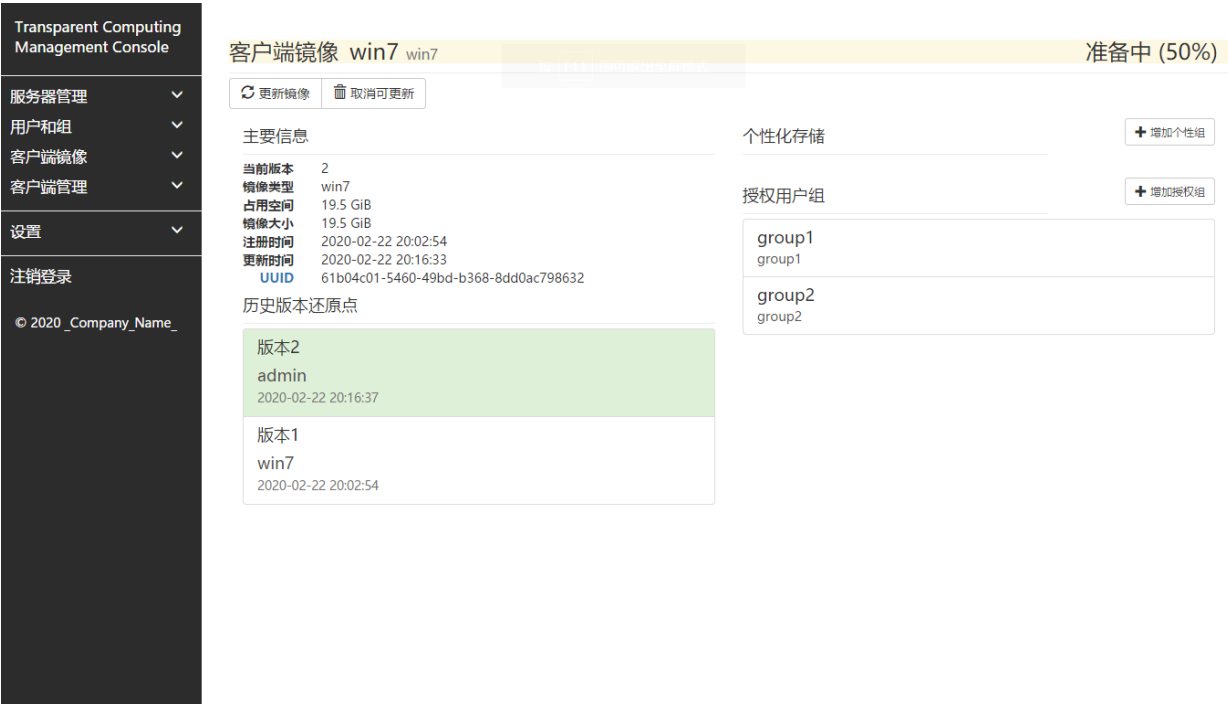 Transparent Computing
Management Console
服务器管理
用户和组
客户端镜像
客户端管理
设置
注销登录
© 2020 _Company_Name_
客户端镜像 win7 win7
准备中 (50%)
更新镜像
取消可更新
主要信息
当前版本 2
镜像类型 win7
占用空间 19.5 GiB
镜像大小 19.5 GiB
注册时间 2020-02-22 20:02:54
更新时间 2020-02-22 20:16:33
UUID 61b04c01-5460-49bd-b368-8dd0ac798632
历史版本还原点
版本2
admin
2020-02-22 20:16:37
版本1
win7
2020-02-22 20:02:54
个性化存储
增加个性组
授权用户组
增加授权组
group1
group1
group2
group2